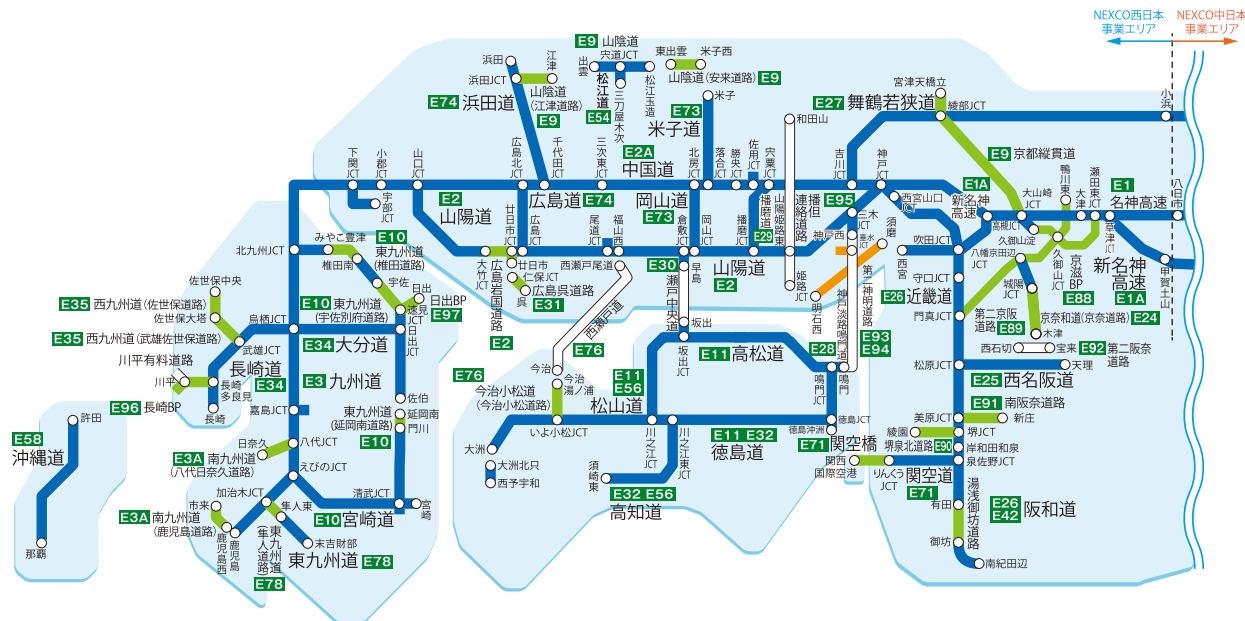 NEXCO西日本
事業エリア
NEXCO中日本
事業エリア
E9 山陰道
宍道JCT
出雲
松江玉造
三刀屋木次
松江道
E54
東出雲
米子西
山陰道(安来道路) E9
浜田
浜田JCT
江津
山陰道
(江津道路)
E9
E74 浜田道
米子
E73
米子道
E2A
中国道
和田山
E27 舞鶴若狭道
宮津天橋立
綾部JCT
小浜
E9 京都縦貫道
下関JCT
小郡JCT
山口JCT
宇部JCT
広島北JCT
千代田JCT
三次東JCT
北房JCT
落合JCT
勝央JCT
佐用JCT
宍粟JCT
吉川JCT
神戸JCT
E2
山陽道
広島道
E74
岡山道
E73
播磨道
E29
播但連絡道路
山陽姫路東
E95
西宮山口JCT
E1A
新名神高速
大山崎JCT
鴨川東
大津
瀬田東JCT
E1
名神高速
八日市
高槻JCT
久御山淀
草津JCT
廿日市JCT
広島JCT
尾道JCT
福山西
倉敷JCT
岡山JCT
播磨JCT
三木JCT
神戸西
垂水JCT
須磨
西宮
吹田JCT
八幡京田辺JCT
久御山JCT
新名神高速
E1A
甲賀土山
大竹JCT
廿日市
仁保JCT
呉
広島呉道路
E31
広島岩国道路
E2
西瀬戸尾道
西瀬戸道
E76
E30
早島
瀬戸中央道
坂出
坂出JCT
山陽道
E2
姫路JCT
明石西
第二神明道路
神戸淡路鳴門道
E28
E93
E94
守口JCT
E26
近畿道
門真JCT
第二京阪道路
E89
城陽JCT
京滋BP
E88
京奈和道(京奈道路) E24
木津
西石切
宝来
E92 第二阪奈道路
松原JCT
天理
E25 西名阪道
E91 南阪奈道路
美原JCT
新庄
綾園
堺JCT
堺泉北道路 E90
岸和田和泉
泉佐野JCT
関西国際空港
りんくうJCT
関空橋
E71
関空道
E71
湯浅御坊道路
有田
御坊
E26
E42
阪和道
南紀田辺
E11 高松道
鳴門JCT
鳴門
徳島JCT
徳島沖洲
E11 E32
徳島道
今治
今治湯ノ浦
E76
今治小松道
(今治小松道路)
E11
E56
松山道
いよ小松JCT
大洲
大洲北只
西予宇和
川之江JCT
川之江東JCT
須崎東
E32 E56
高知道
北九州JCT
みやこ豊津
椎田南
E10
東九州道
(椎田道路)
宇佐
日出
速見JCT
日出BP
E97
日出JCT
E10 東九州道
(宇佐別府道路)
佐世保中央
E35 西九州道(佐世保道路)
佐世保大塔
E35 西九州道(武雄佐世保道路)
鳥栖JCT
武雄JCT
E34 大分道
川平有料道路
川平
長崎道
E34
長崎多良見
長崎
E96 長崎BP
E3 九州道
嘉島JCT
佐伯
東九州道
(延岡南道路)
E10
延岡南
門川
日奈久
八代JCT
E3A 南九州道
(八代日奈久道路)
えびのJCT
加治木JCT
市来
隼人東
清武JCT
宮崎
E10 宮崎道
E3A 南九州道
(鹿児島道路)
鹿児島西
鹿児島
東九州道
(隼人道路)
E78
末吉財部
東九州道 E78
許田
E58
沖縄道
那覇